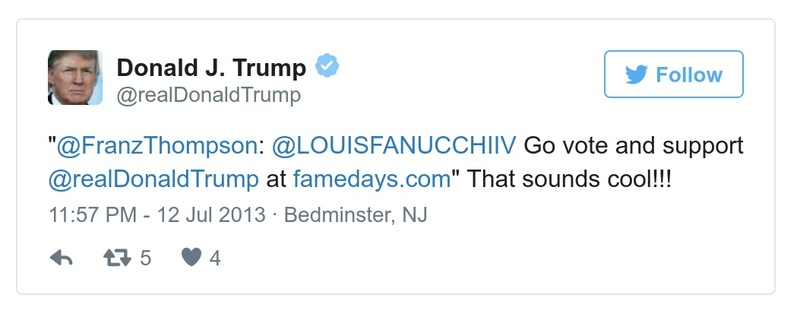 Donald J. Trump
@realDonaldTrump
Follow
"@FranzThompson: @LOUISFANUCCHIIV Go vote and support
@realDonaldTrump at famedays.com" That sounds cool!!!
11:57 PM - 12 Jul 2013 · Bedminster, NJ
5 4